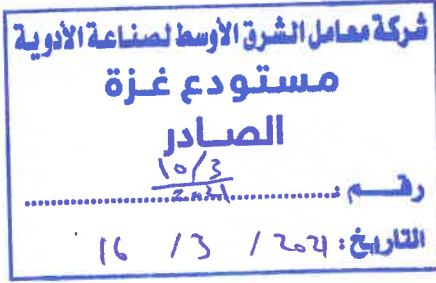 شركة معامل الشرق الأوسط لصناعة الأدوية
مستودع غزة
الصادر
رقم: 10/3
2021
التاريخ: 16 / 3 / 2021